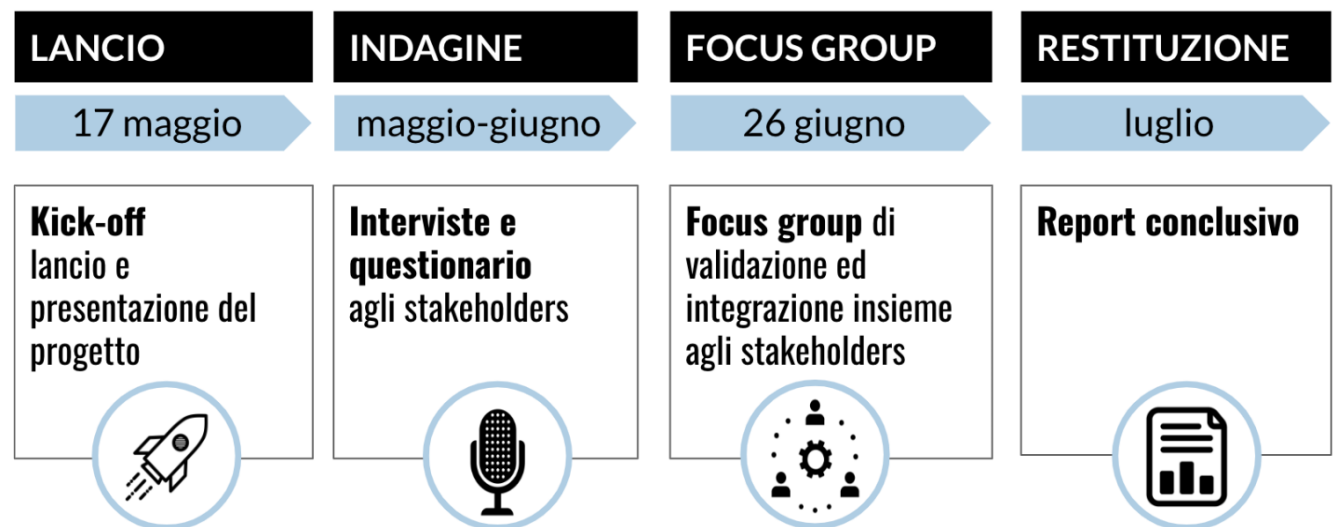 LANCIO
17 maggio
Kick-off
lancio e
presentazione del
progetto
INDAGINE
maggio-giugno
Interviste e
questionario
agli stakeholders
FOCUS GROUP
26 giugno
Focus group di
validazione ed
integrazione insieme
agli stakeholders
RESTITUZIONE
luglio
Report conclusivo